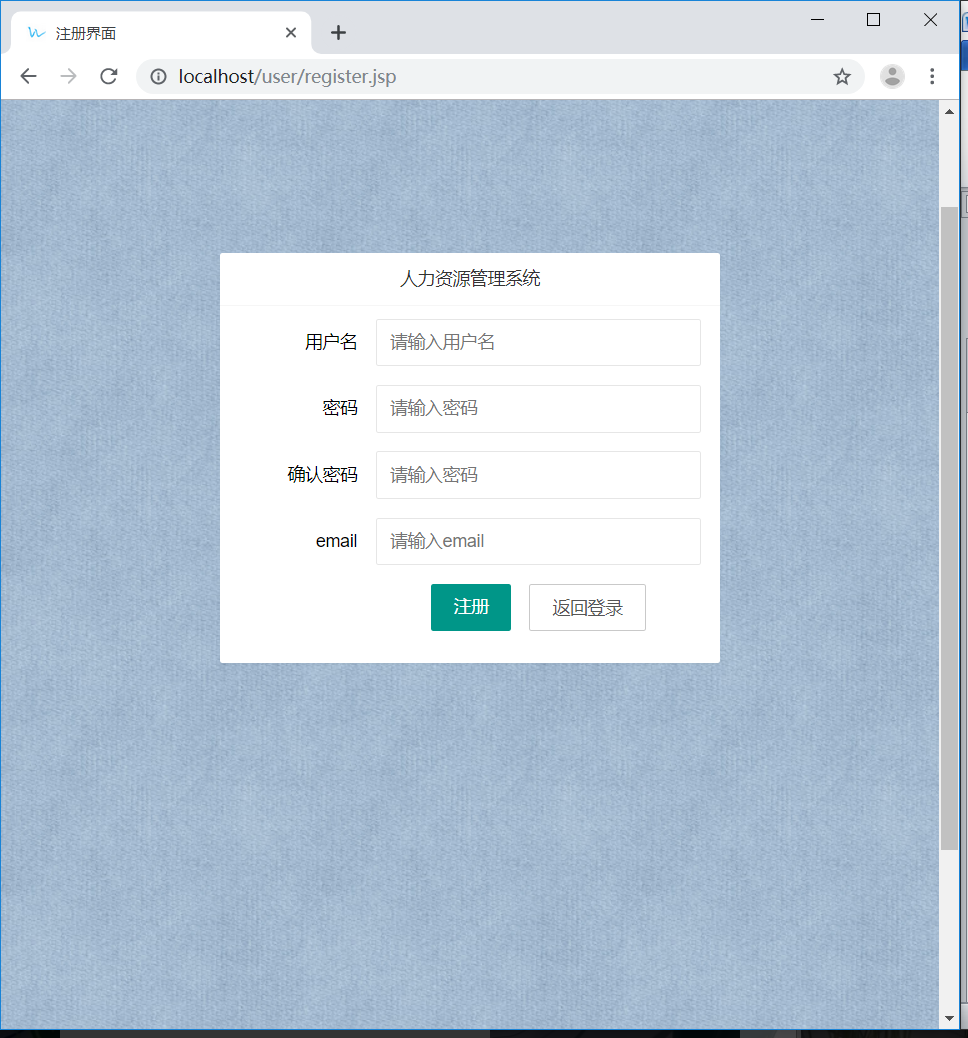 注册界面
localhost/user/register.jsp
人力资源管理系统
用户名 请输入用户名
密码 请输入密码
确认密码 请输入密码
email 请输入email
注册 返回登录